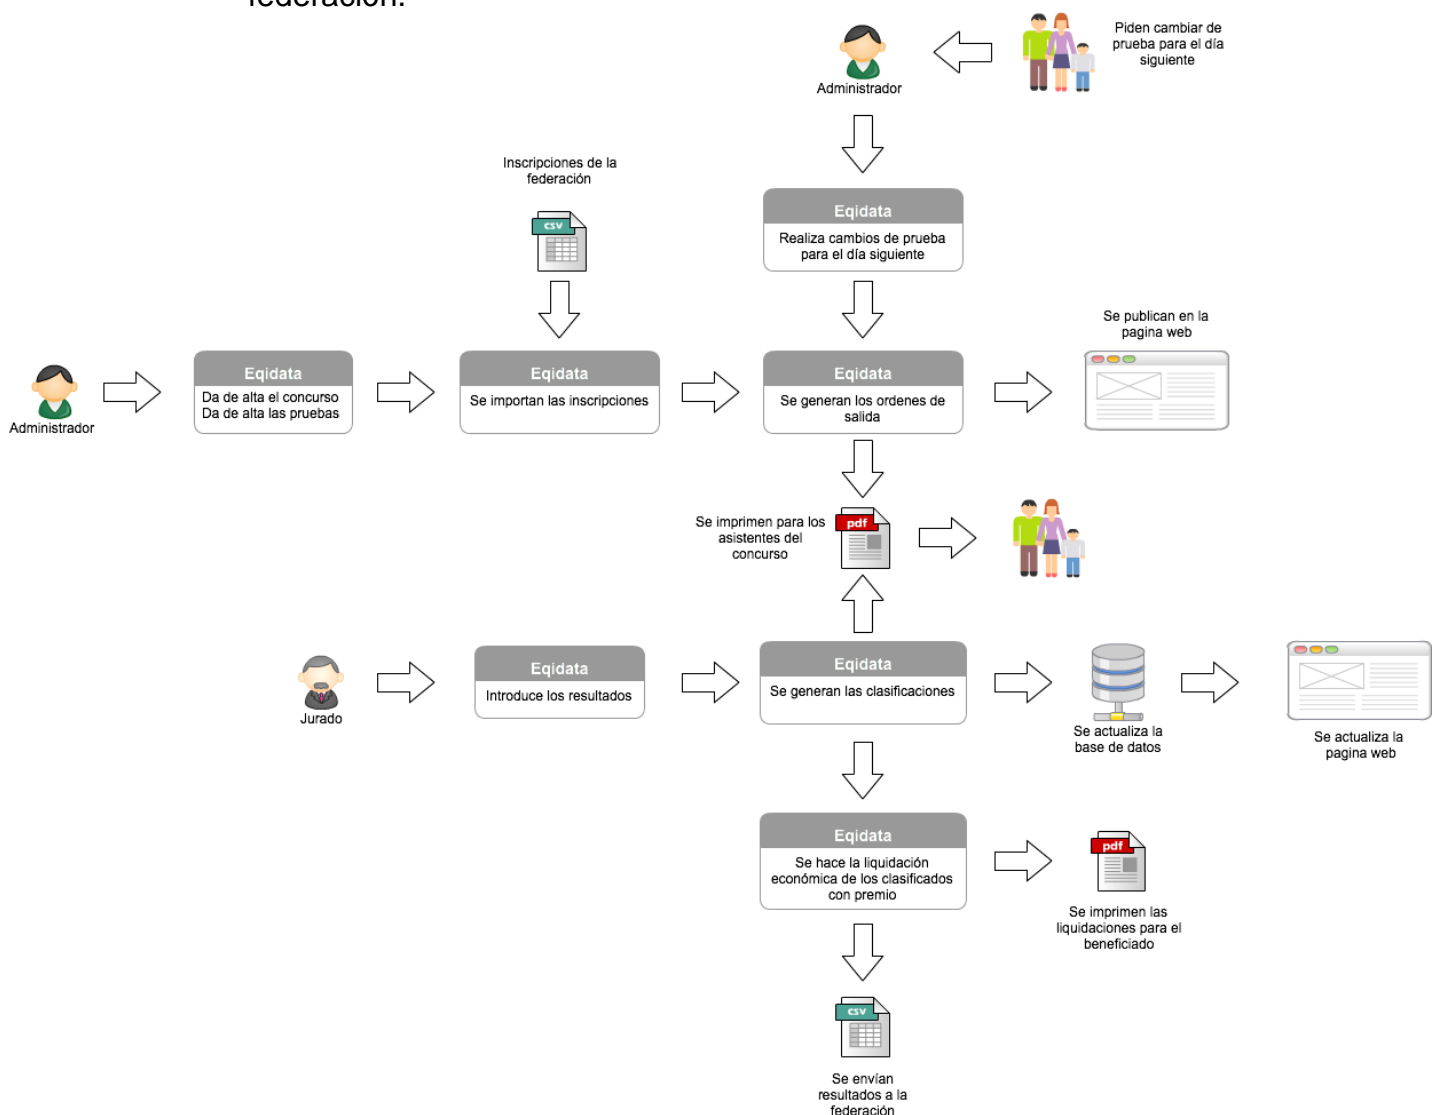 federación.
Piden cambiar de
prueba para el día
siguiente
Administrador
Inscripciones de la
federación
csv
Eqidata
Realiza cambios de prueba
para el día siguiente
Se publican en la
pagina web
Administrador
Eqidata
Da de alta el concurso
Da de alta las pruebas
Eqidata
Se importan las inscripciones
Eqidata
Se generan los ordenes de
salida
Se imprimen para los
asistentes del
concurso
pdf
Jurado
Eqidata
Introduce los resultados
Eqidata
Se generan las clasificaciones
Se actualiza la
base de datos
Se actualiza la
pagina web
Eqidata
Se hace la liquidación
económica de los clasificados
con premio
pdf
Se imprimen las
liquidaciones para el
beneficiado
csv
Se envían
resultados a la
federación